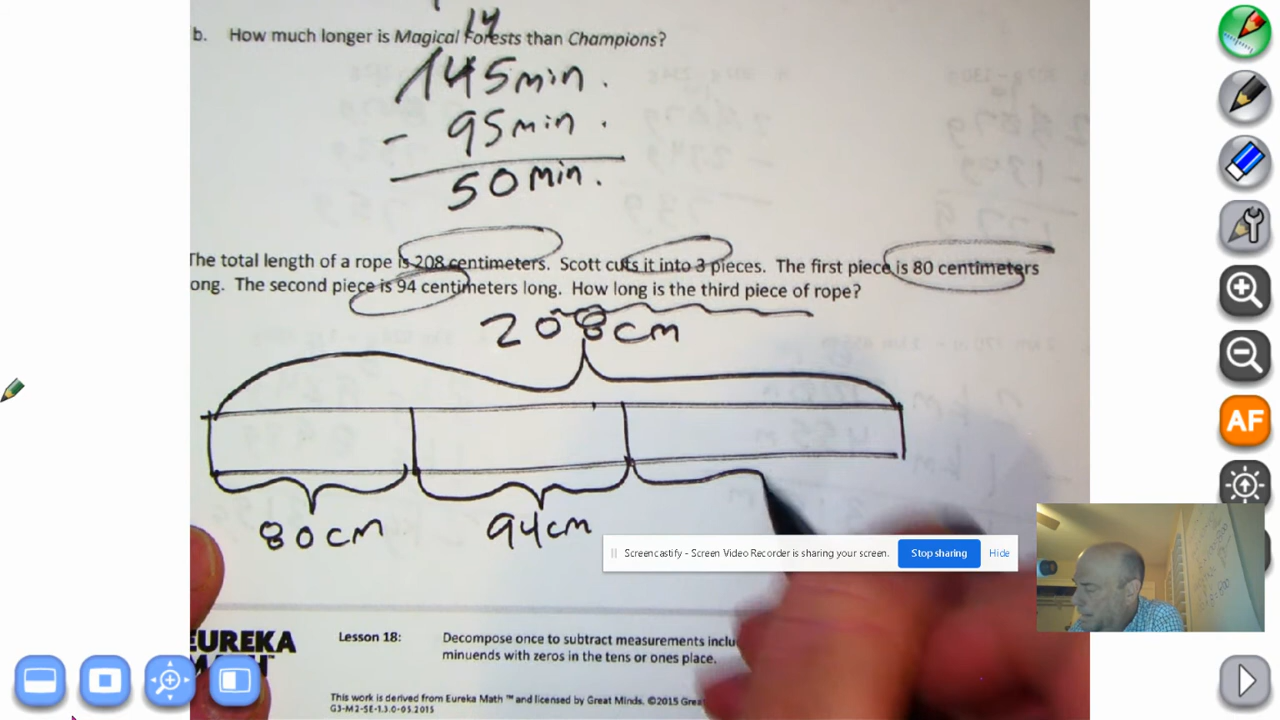 b. How much longer is Magical Forests than Champions?
14
145min.
- 95min.
50min.
The total length of a rope is 208 centimeters. Scott cuts it into 3 pieces. The first piece is 80 centimeters
ong. The second piece is 94 centimeters long. How long is the third piece of rope?
208cm
80cm 94cm
Screencastify - Screen Video Recorder is sharing your screen. Stop sharing Hide
EUREKA
MATH
Lesson 18: Decompose once to subtract measurements inclu
minuends with zeros in the tens or ones place.
This work is derived from Eureka Math ™ and licensed by Great Minds. ©2015 Grea
G3-M2-SE-1.3.0-05.2015
AF